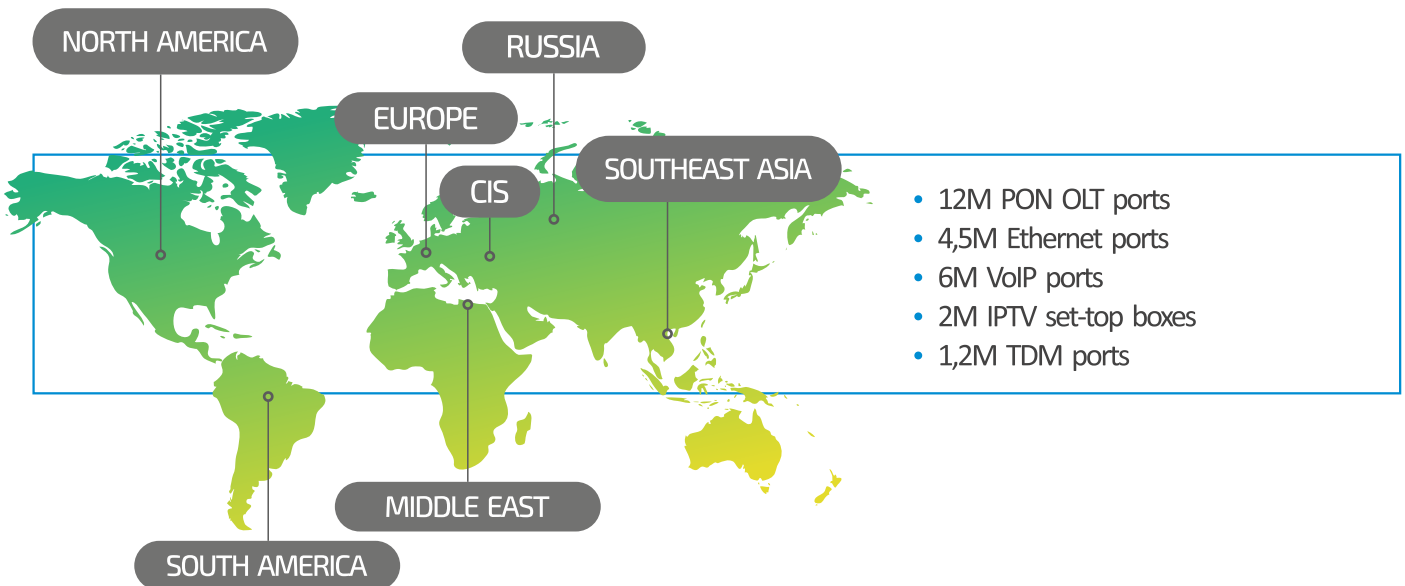 NORTH AMERICA
RUSSIA
EUROPE
SOUTHEAST ASIA
CIS
• 12M PON OLT ports
• 4,5M Ethernet ports
• 6M VoIP ports
• 2M IPTV set-top boxes
• 1,2M TDM ports
MIDDLE EAST
SOUTH AMERICA